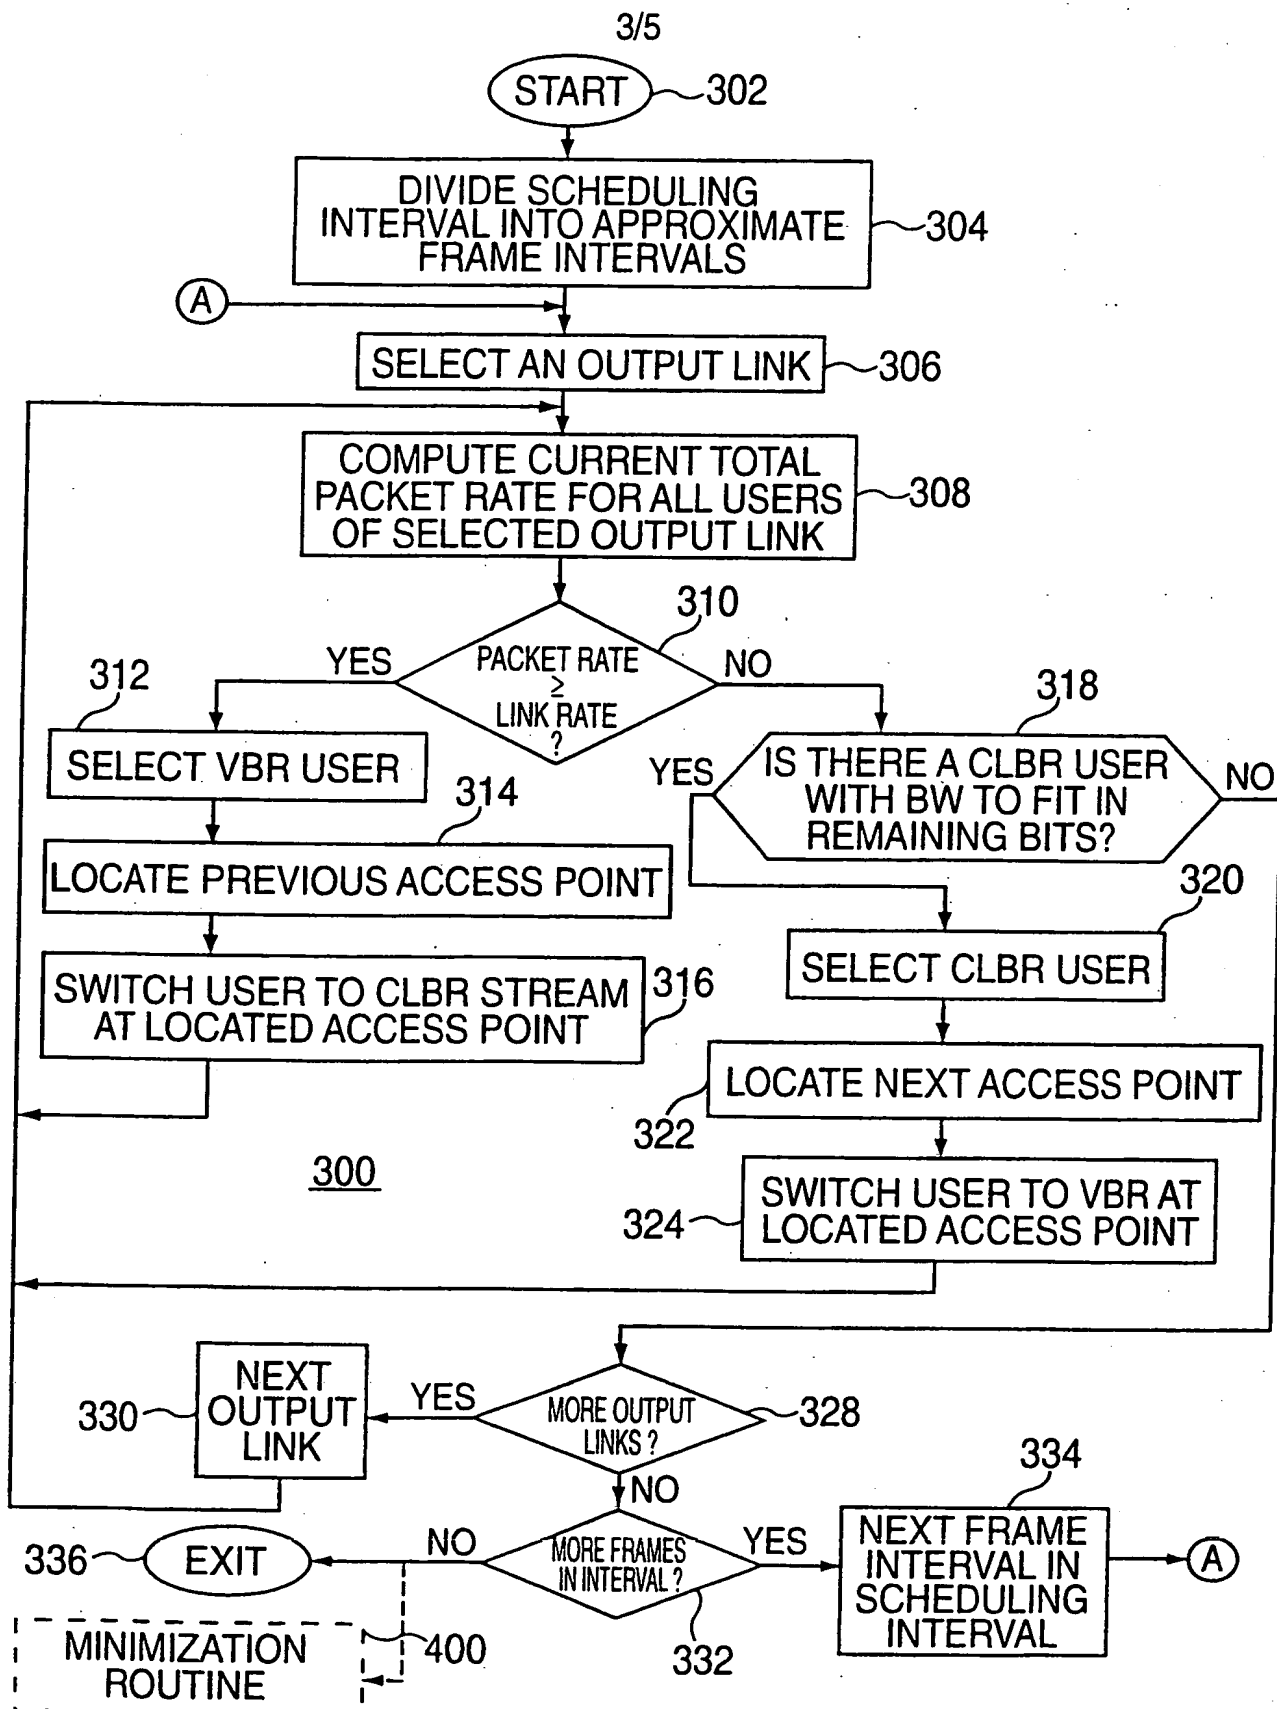 3/5
START
302
DIVIDE SCHEDULING
INTERVAL INTO APPROXIMATE
FRAME INTERVALS
304
A
SELECT AN OUTPUT LINK
306
COMPUTE CURRENT TOTAL
PACKET RATE FOR ALL USERS
OF SELECTED OUTPUT LINK
308
310
PACKET RATE
≥
LINK RATE
?
YES
NO
312
SELECT VBR USER
314
LOCATE PREVIOUS ACCESS POINT
SWITCH USER TO CLBR STREAM
AT LOCATED ACCESS POINT
316
318
IS THERE A CLBR USER
WITH BW TO FIT IN
REMAINING BITS?
YES
NO
320
SELECT CLBR USER
LOCATE NEXT ACCESS POINT
322
SWITCH USER TO VBR AT
LOCATED ACCESS POINT
324
300
MORE OUTPUT
LINKS ?
328
YES
NO
NEXT
OUTPUT
LINK
330
MORE FRAMES
IN INTERVAL ?
332
NO
YES
334
NEXT FRAME
INTERVAL IN
SCHEDULING
INTERVAL
A
EXIT
336
MINIMIZATION
ROUTINE
400